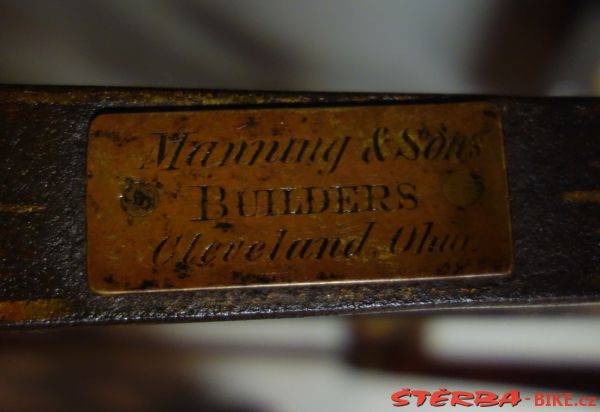 Manning & Sons
BUILDERS
Cleveland, Ohio.
ŠTĚRBA-BIKE.cz